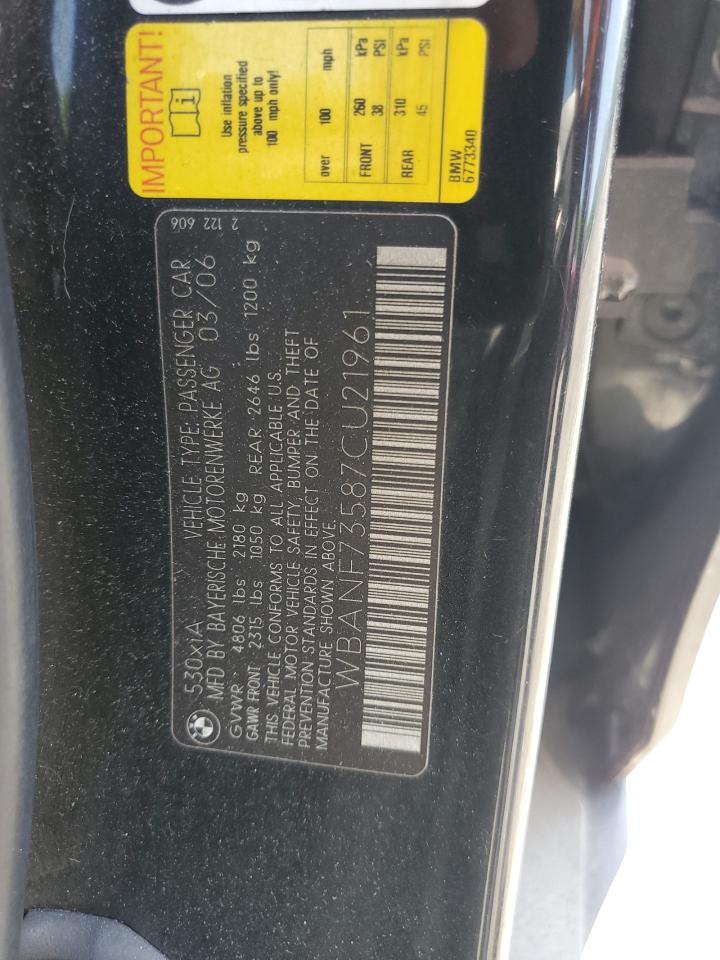 IMPORTANT!
Use inflation
pressure specified
above up to
100 mph only!
over 100 mph
kPa PSI kPa PSI
FRONT 260 38
REAR 310 45
BMW
6773340
2 122 606
530xiA VEHICLE TYPE: PASSENGER CAR
MFD BY BAYERISCHE MOTORENWERKE AG 03/06
GVWR 4806 lbs 2180 kg
GAWR FRONT 2315 lbs 1050 kg REAR 2646 lbs 1200 kg
THIS VEHICLE CONFORMS TO ALL APPLICABLE U.S.
FEDERAL MOTOR VEHICLE SAFETY, BUMPER AND THEFT
PREVENTION STANDARDS IN EFFECT ON THE DATE OF
MANUFACTURE SHOWN ABOVE.
WBANF73587CU21961